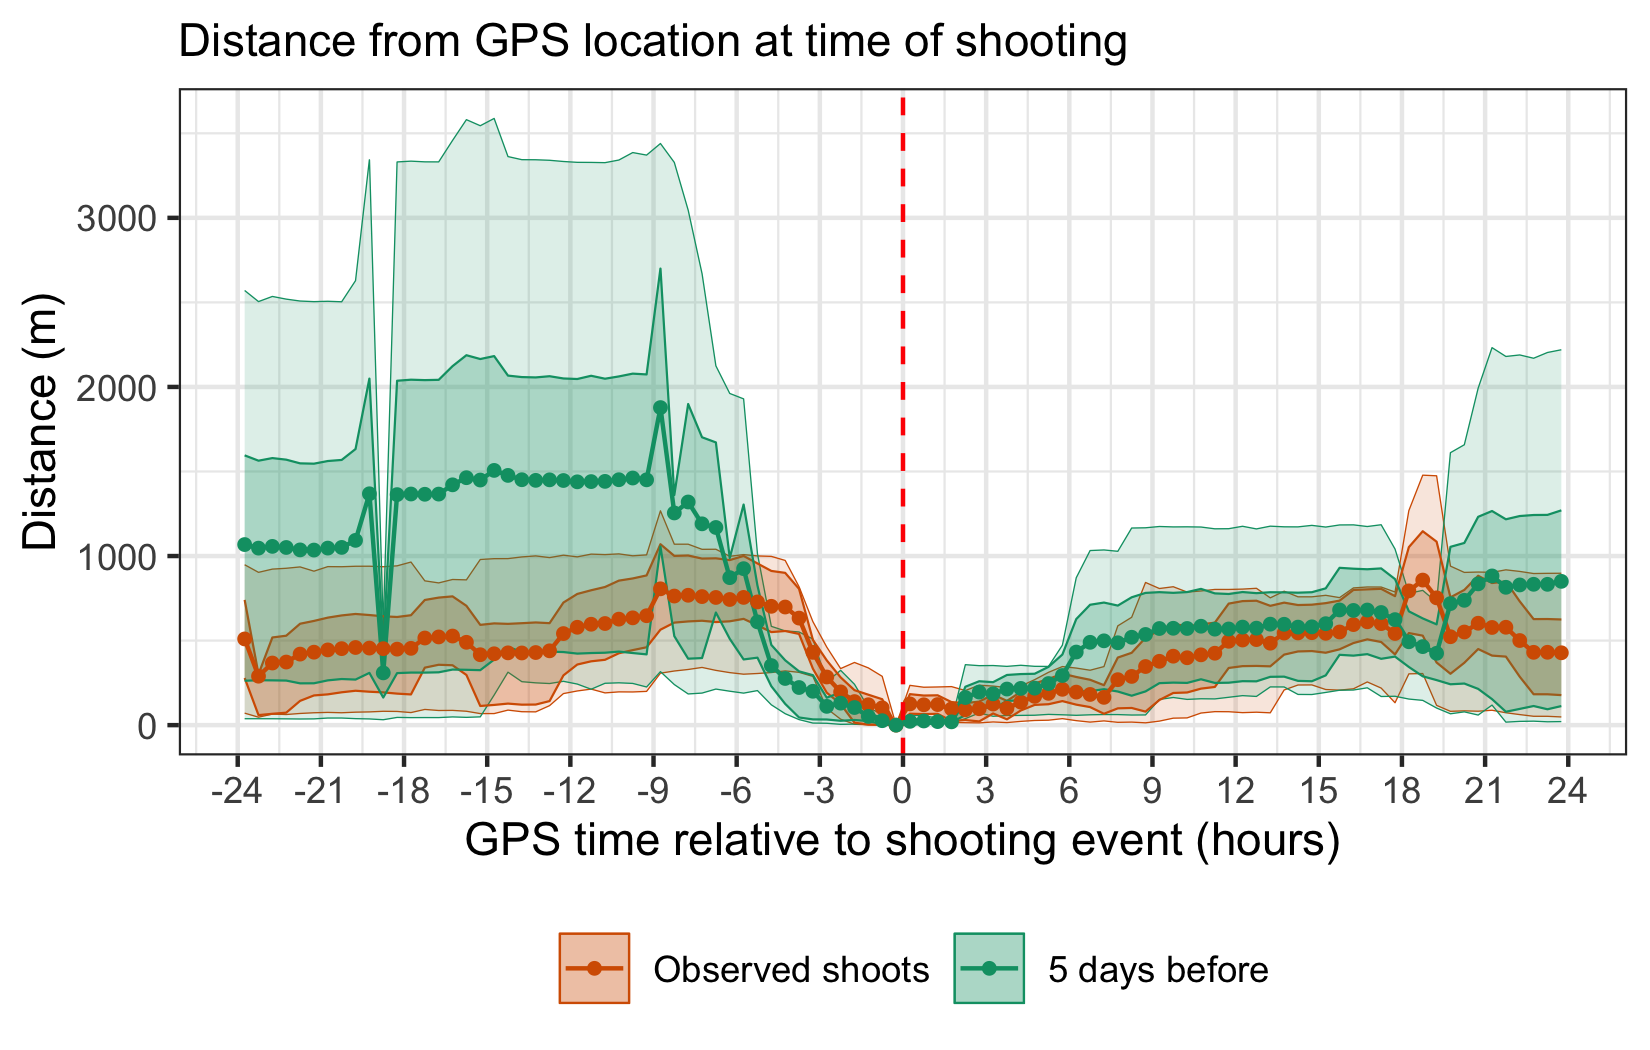 Distance from GPS location at time of shooting
Distance (m)
3000
2000
1000
0
-24 -21 -18 -15 -12 -9 -6 -3 0 3 6 9 12 15 18 21 24
GPS time relative to shooting event (hours)
Observed shoots 5 days before